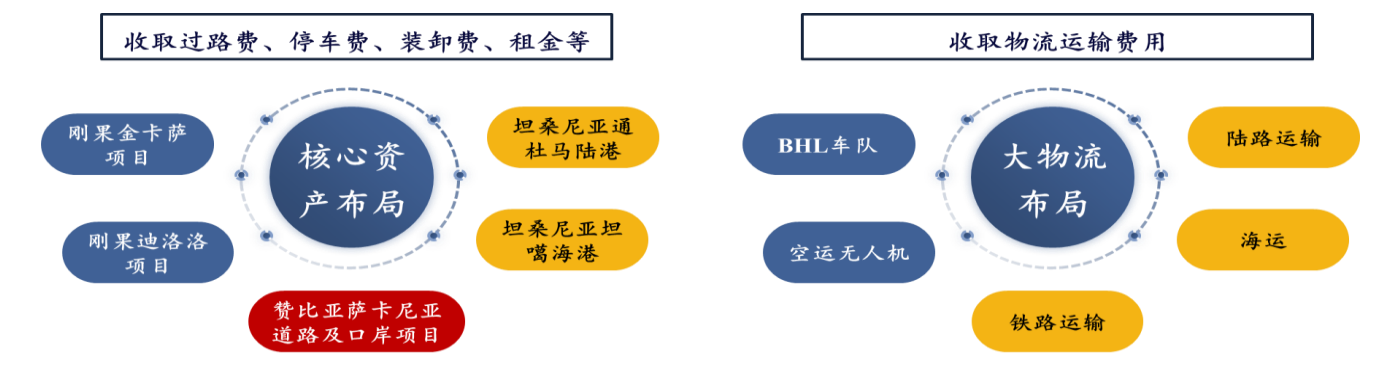 收取过路费、停车费、装卸费、租金等
刚果金卡萨
项目
刚果迪洛洛
项目
核心资
产布局
坦桑尼亚通
杜马陆港
坦桑尼亚坦
噶海港
赞比亚萨卡尼亚
道路及口岸项目
收取物流运输费用
BHL车队
空运无人机
大物流
布局
陆路运输
海运
铁路运输